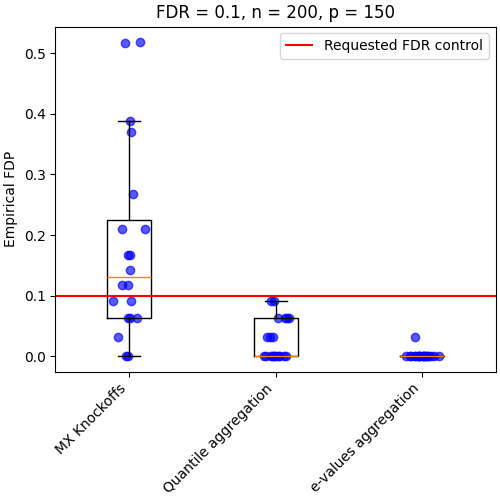 FDR = 0.1, n = 200, p = 150
Requested FDR control
Empirical FDP
0.5
0.4
0.3
0.2
0.1
0.0
MX Knockoffs
Quantile aggregation
e-values aggregation